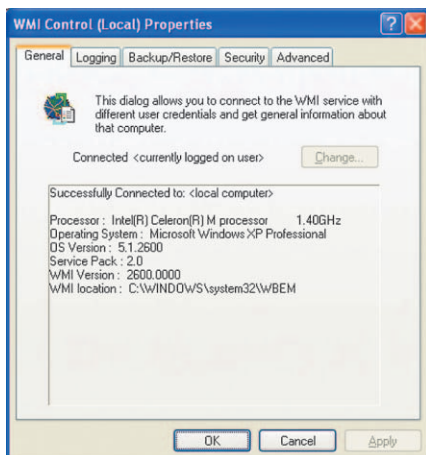 WMI Control (Local) Properties
General Logging Backup/Restore Security Advanced
This dialog allows you to connect to the WMI service with
different user credentials and get general information about
that computer.
Connected <currently logged on user> Change...
Successfully Connected to: <local computer>
Processor : Intel(R) Celeron(R) M processor 1.40GHz
Operating System : Microsoft Windows XP Professional
OS Version : 5.1.2600
Service Pack : 2.0
WMI Version : 2600.0000
WMI location : C:\WINDOWS\system32\WBEM
OK Cancel Apply